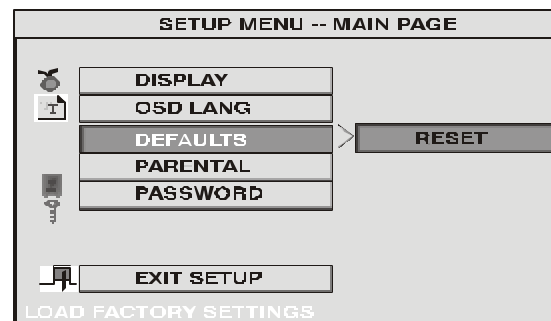 SETUP MENU -- MAIN PAGE
DISPLAY
T
OSD LANG
DEFAULTS
RESET
PARENTAL
PASSWORD
EXIT SETUP
LOAD FACTORY SETTINGS